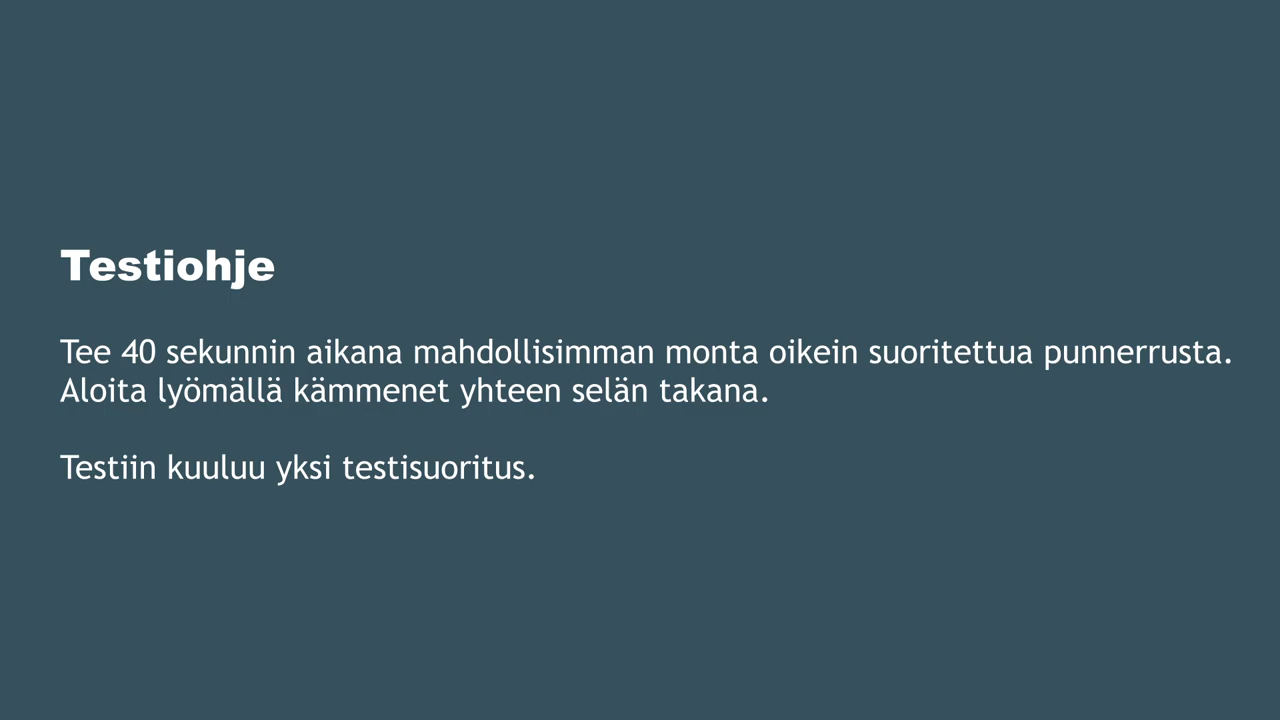 Testiohje
Tee 40 sekunnin aikana mahdollisimman monta oikein suoritettua punnerrusta.
Aloita lyömällä kämmenet yhteen selän takana.
Testiin kuuluu yksi testisuoritus.